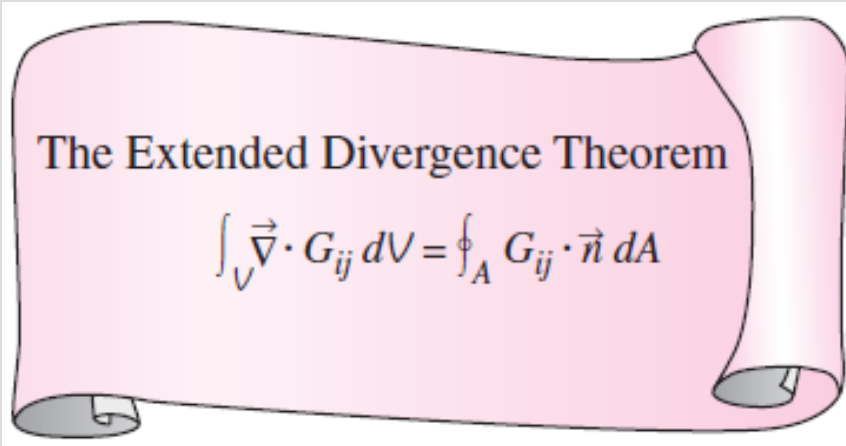 The Extended Divergence Theorem
∫_V ∇⃗ · G_ij dV = ∮_A G_ij · n⃗ dA